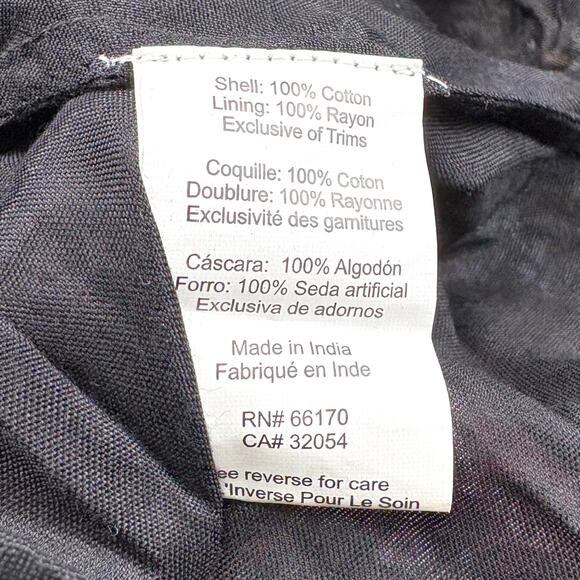 Shell: 100% Cotton
Lining: 100% Rayon
Exclusive of Trims
Coquille: 100% Coton
Doublure: 100% Rayonne
Exclusivité des garnitures
Cáscara: 100% Algodón
Forro: 100% Seda artificial
Exclusiva de adornos
Made in India
Fabriqué en Inde
RN# 66170
CA# 32054
ee reverse for care
'Inverse Pour Le Soin